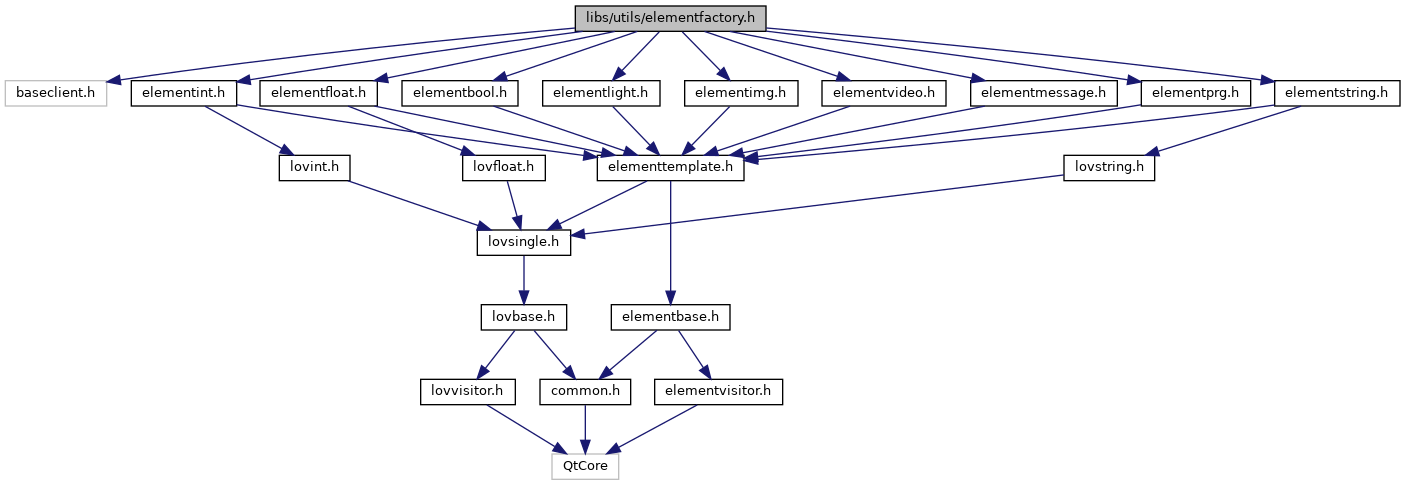 libs/utils/elementfactory.h
baseclient.h
elementint.h
elementfloat.h
elementbool.h
elementlight.h
elementimg.h
elementvideo.h
elementmessage.h
elementprg.h
elementstring.h
lovint.h
lovfloat.h
elementtemplate.h
lovstring.h
lovsingle.h
lovbase.h
elementbase.h
lovvisitor.h
common.h
elementvisitor.h
QtCore